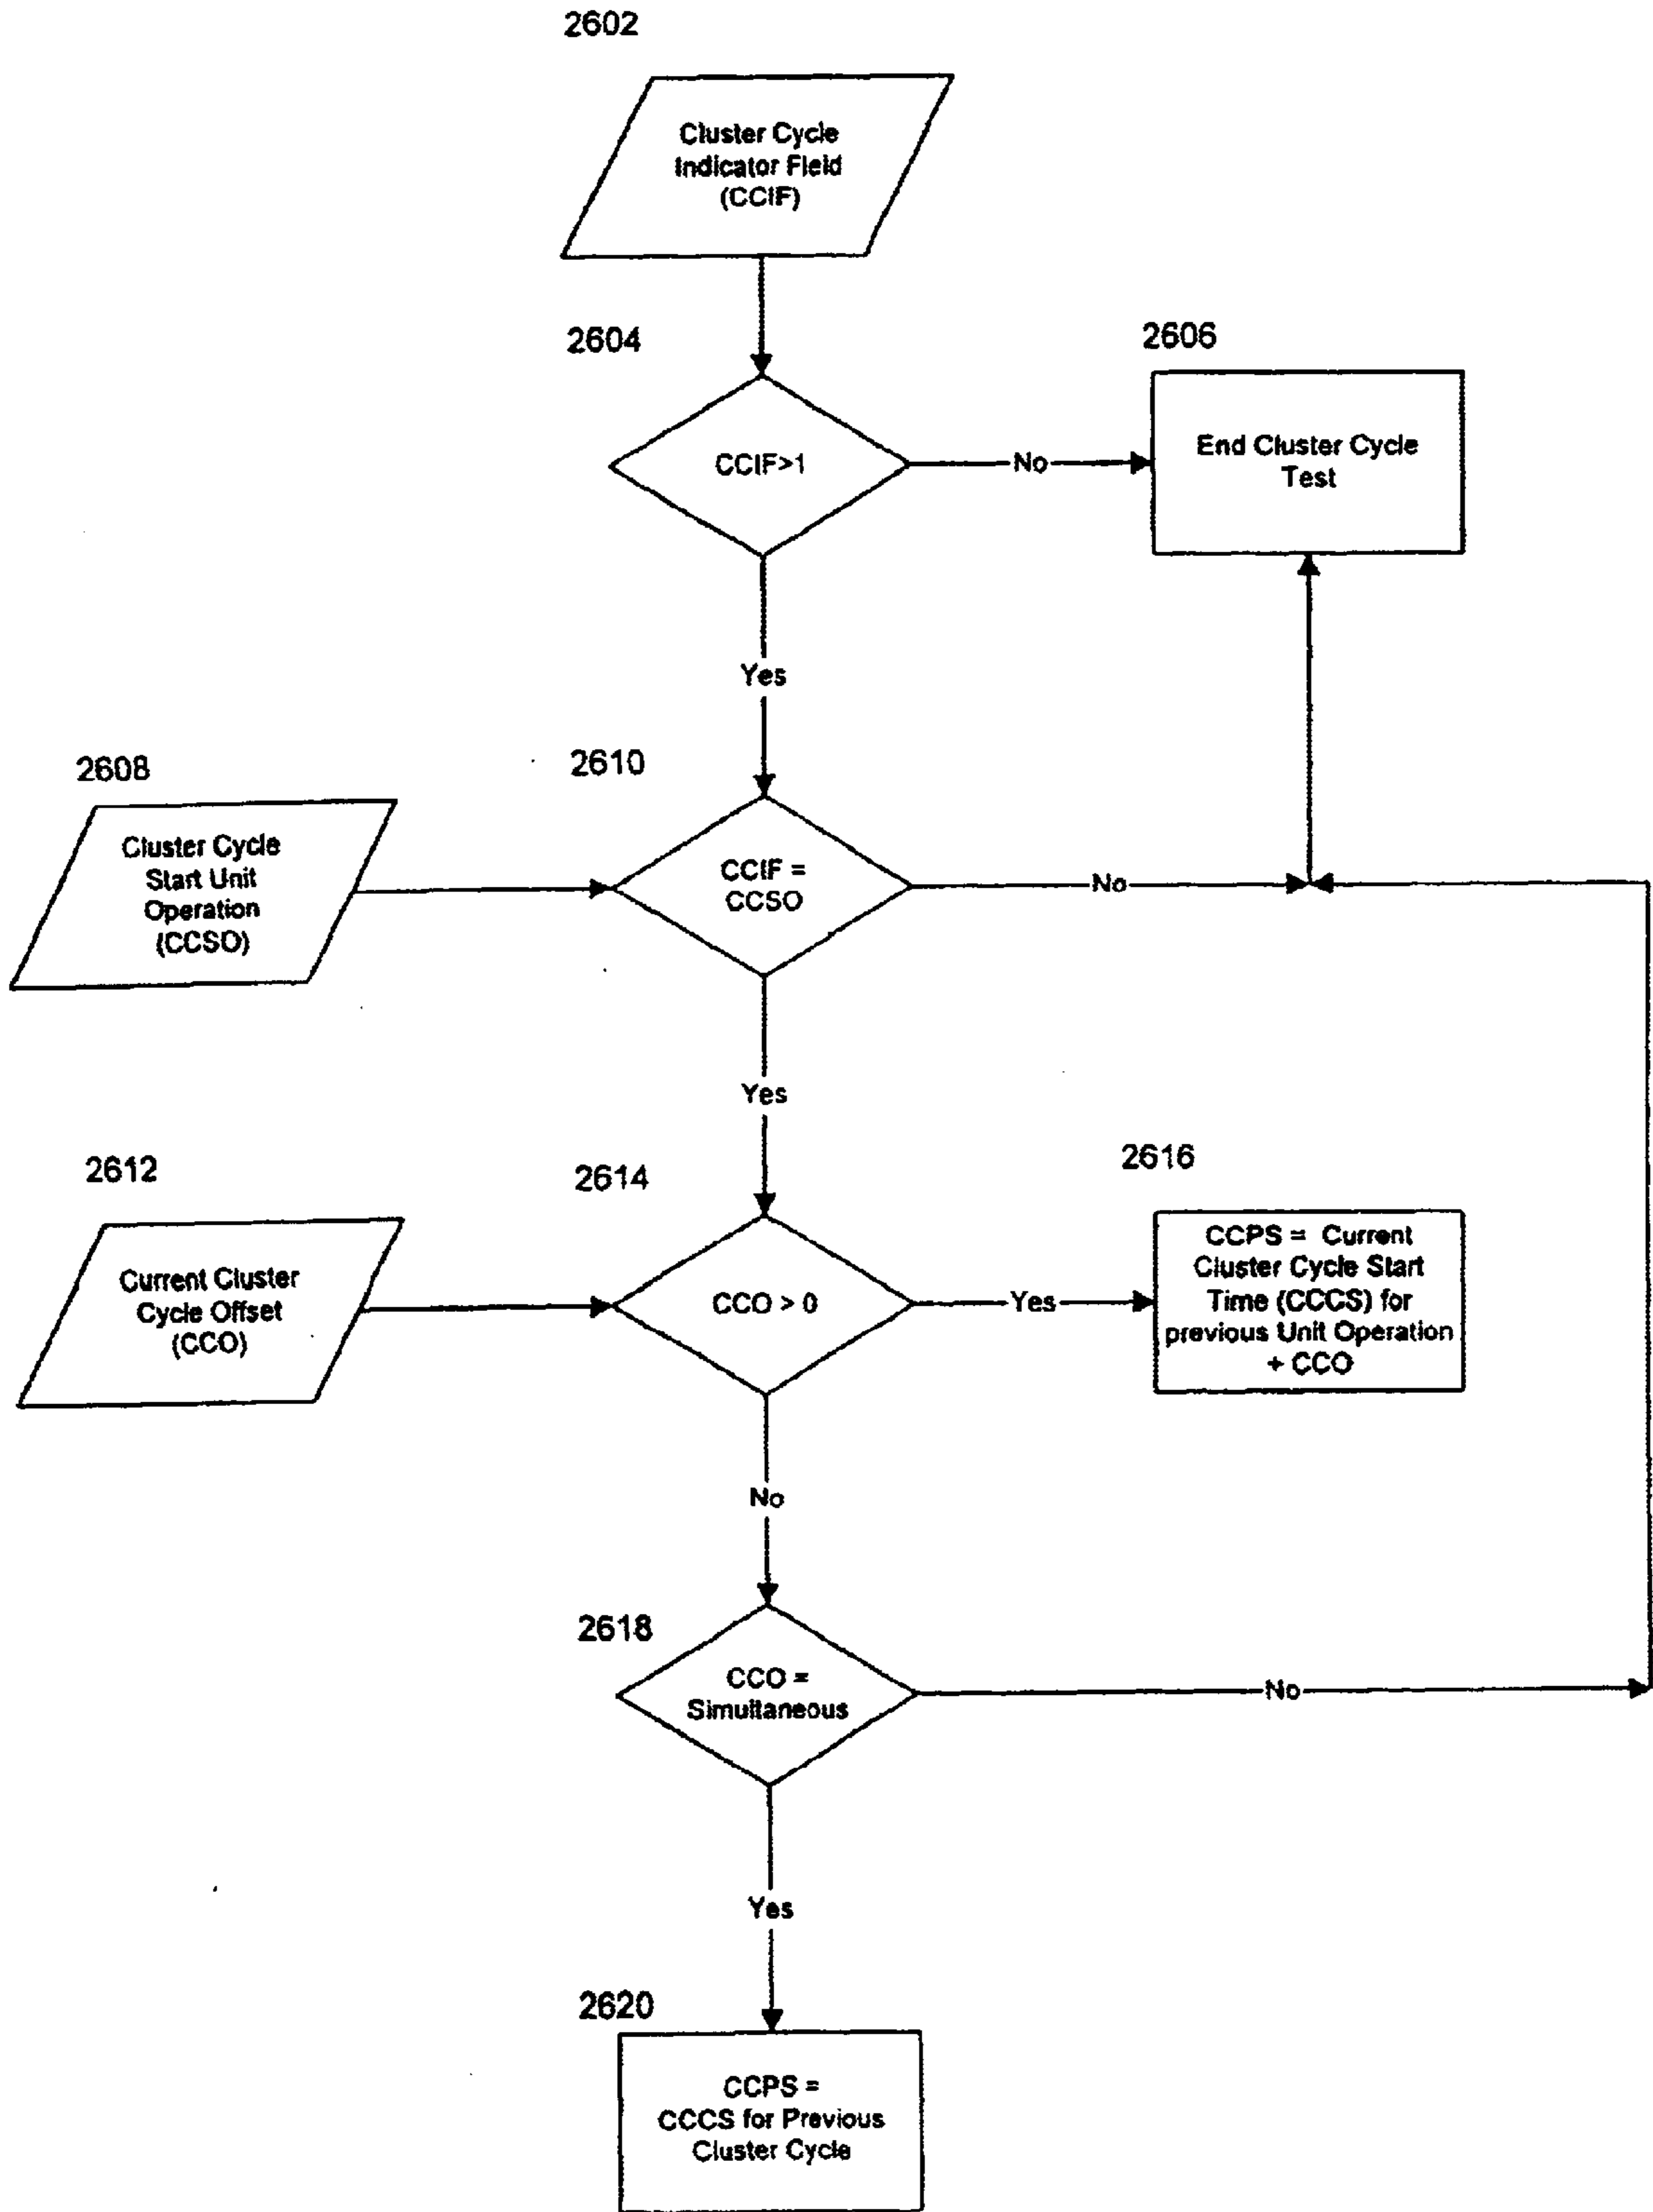 2602
Cluster Cycle
Indicator Field
(CCIF)
2604
2606
CCIF>1
No
End Cluster Cycle
Test
Yes
2608
2610
Cluster Cycle
Start Unit
Operation
(CCSO)
CCIF =
CCSO
No
Yes
2612
2614
2616
Current Cluster
Cycle Offset
(CCO)
CCO > 0
Yes
CCPS = Current
Cluster Cycle Start
Time (CCCS) for
previous Unit Operation
+ CCO
No
2618
CCO =
Simultaneous
No
Yes
2620
CCPS =
CCCS for Previous
Cluster Cycle